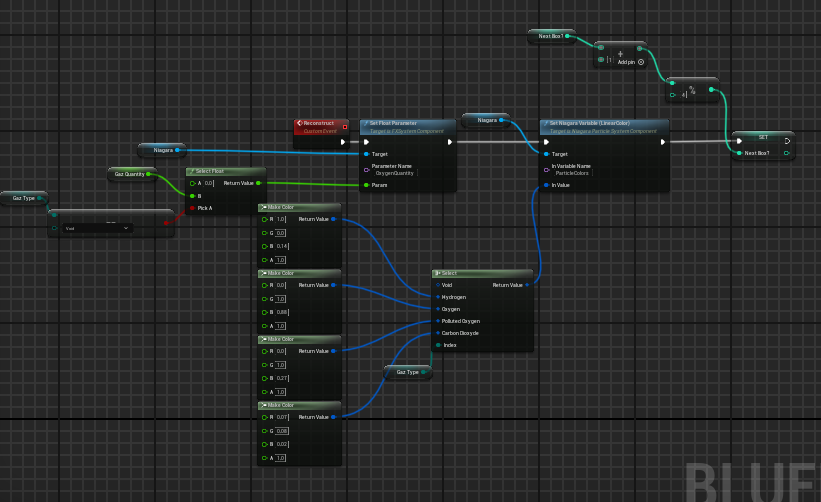 Next Box?
+
Add pin
%
4
Niagara
Reconstruct
Custom Event
Set Float Parameter
Target is FXSystem Component
Set Niagara Variable (LinearColor)
Target is Niagara Particle System Component
SET
Niagara
Target
Parameter Name
OxygenQuantity
Param
Target
In Variable Name
ParticleColors
In Value
Next Box?
Gaz Quantity
Select Float
A 0.0
Return Value
B
Pick A
Gaz Type
==
Void
Make Color
R 1.0
Return Value
G 0.0
B 0.14
A 1.0
Make Color
R 0.0
Return Value
G 1.0
B 0.88
A 1.0
Make Color
R 0.0
Return Value
G 1.0
B 0.27
A 1.0
Make Color
R 0.07
Return Value
G 0.08
B 0.02
A 1.0
Select
Void
Return Value
Hydrogen
Oxygen
Polluted Oxygen
Carbon Dioxyde
Index
Gaz Type
BLUE